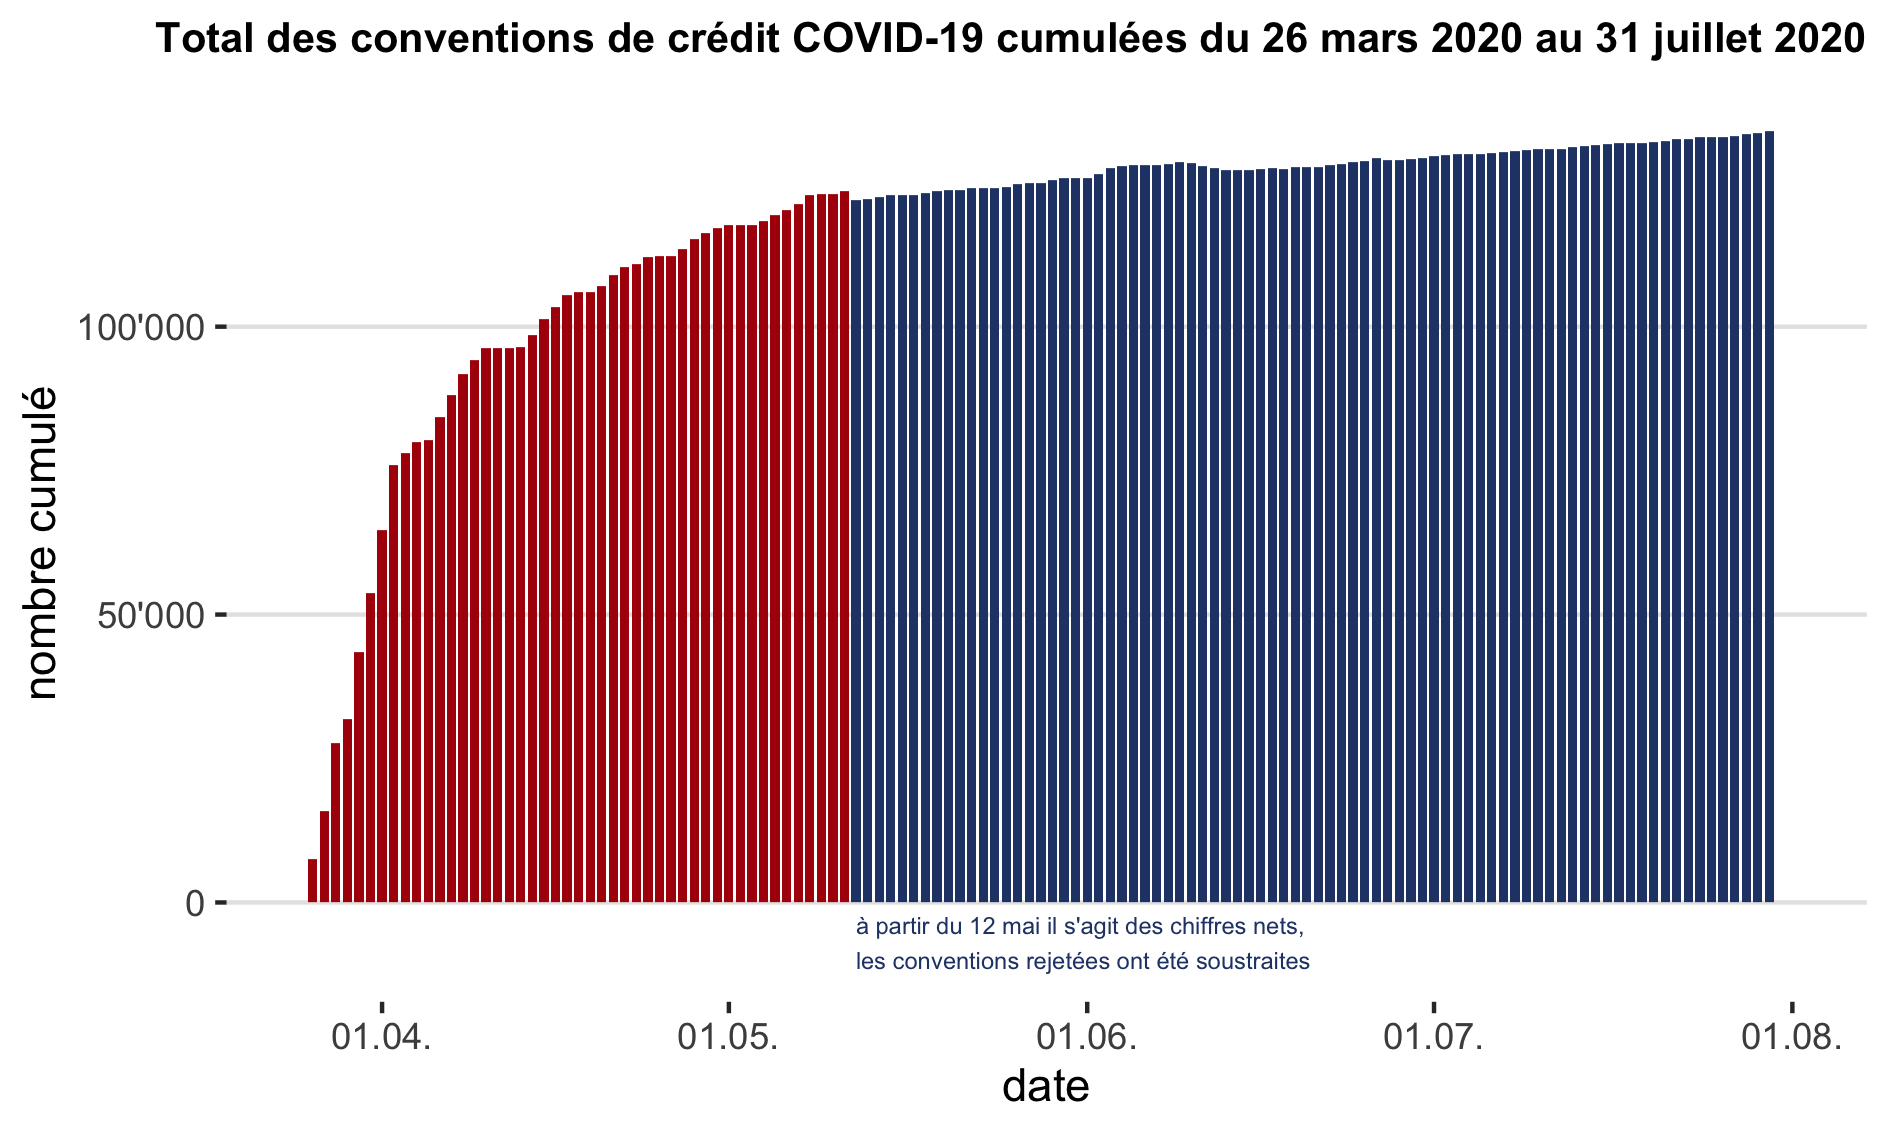 Total des conventions de crédit COVID-19 cumulées du 26 mars 2020 au 31 juillet 2020
nombre cumulé
100'000
50'000
0
à partir du 12 mai il s'agit des chiffres nets,
les conventions rejetées ont été soustraites
01.04.
01.05.
01.06.
01.07.
01.08.
date